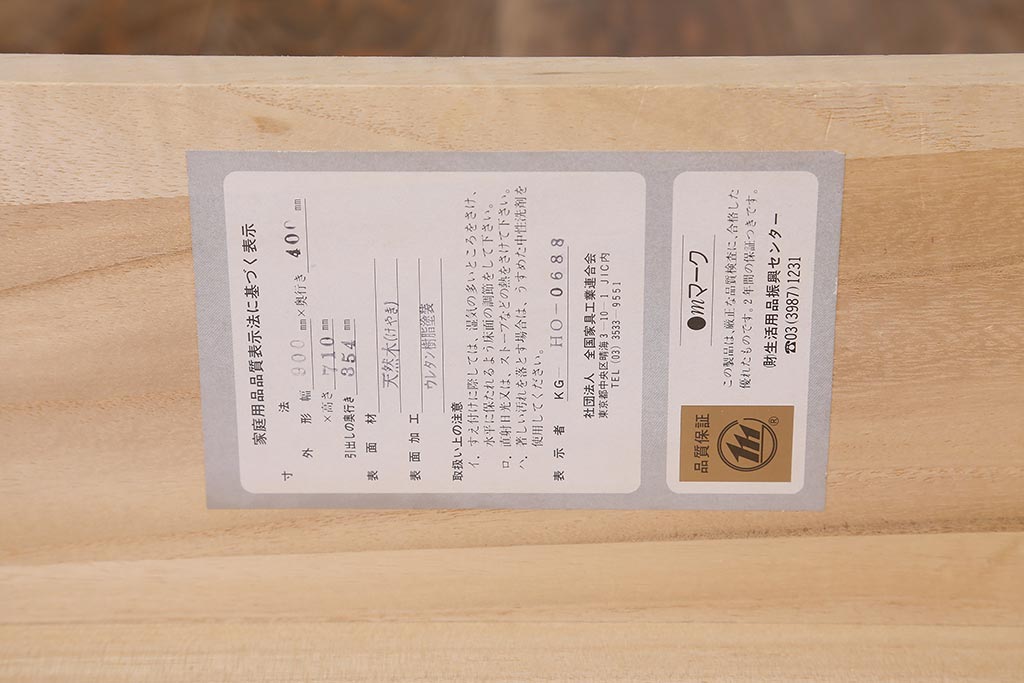 家庭用品品質表示法に基づく表示
寸法
外形幅 900 mm×奥行き 400 mm
×高さ 710 mm
引出しの奥行き 354 mm
表面材 天然木(けやき)
表面加工 ウレタン樹脂塗装
取扱い上の注意
イ、すえ付けに際しては、湿気の多いところをさけ、
水平に保たれるよう床面の調節をして下さい。
ロ、直射日光又は、ストーブなどの熱をさけて下さい。
ハ、著しい汚れを落とす場合は、うすめた中性洗剤を
使用してください。
表示者 KG－HO-0688
社団法人 全国家具工業連合会
東京都中央区晴海3-10-1 JIC内
TEL (03) 3533-9551
品質保証
®
●mマーク
この製品は、厳正な品質検査に、合格した
優れたものです。2年間の保証つきです。
(財)生活用品振興センター
☎03(3987)1231